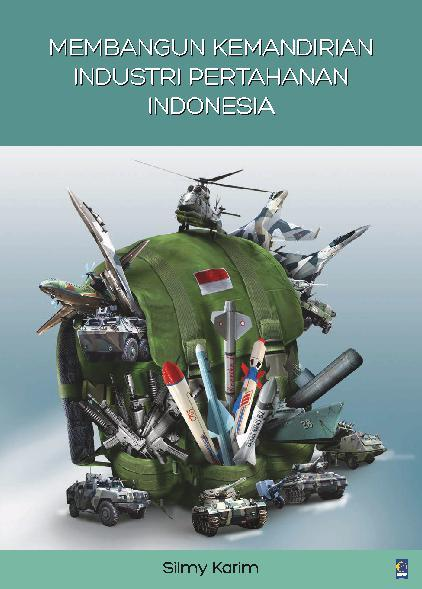 MEMBANGUN KEMANDIRIAN
INDUSTRI PERTAHANAN
INDONESIA
Silmy Karim